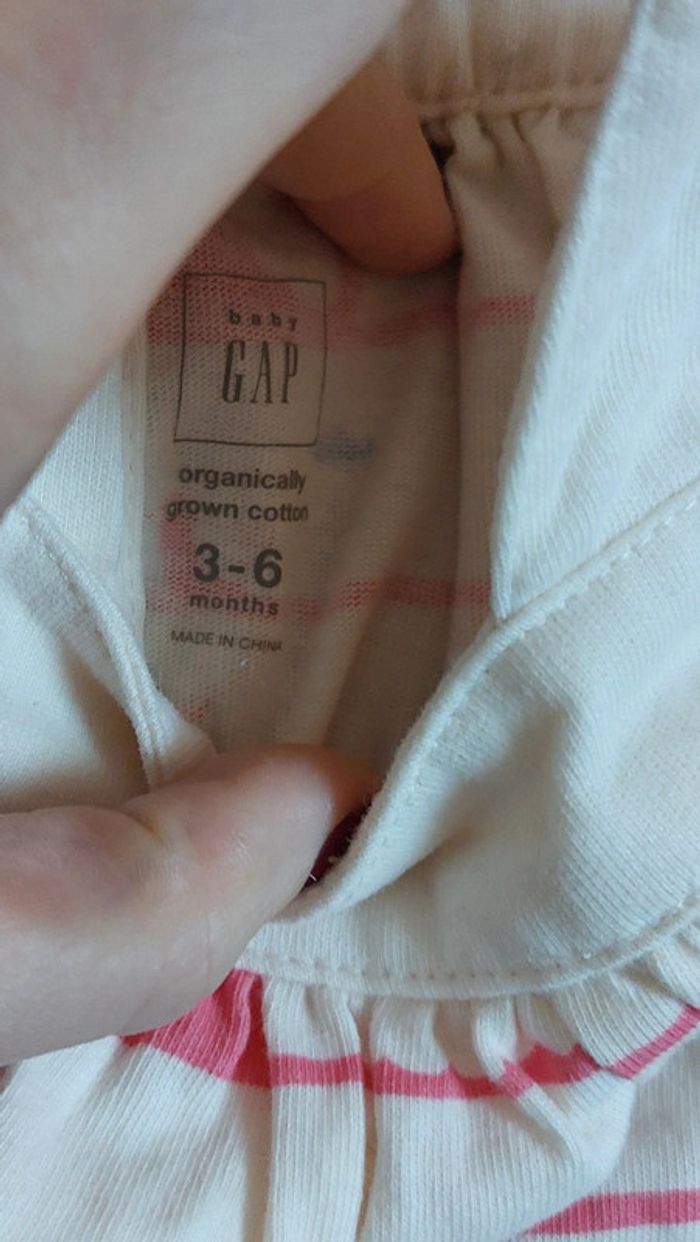 baby
GAP
organically
grown cotton
3-6
months
MADE IN CHINA